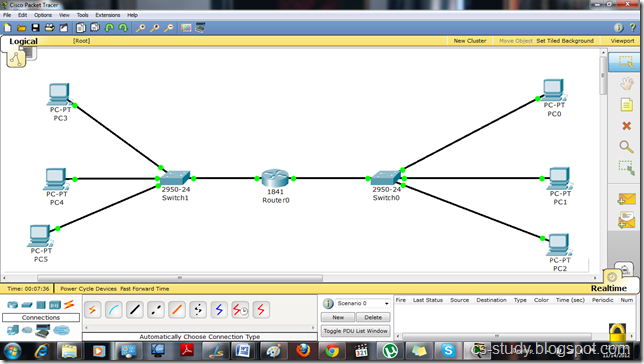 Cisco Packet Tracer
File Edit Options View Tools Extensions Help
Logical [Root] New Cluster Move Object Set Tiled Background Viewport
PC-PT
PC3
PC-PT
PC0
PC-PT
PC4
2950-24
Switch1
1841
Router0
2950-24
Switch0
PC-PT
PC1
PC-PT
PC5
PC-PT
PC2
Time: 00:07:36 Power Cycle Devices Fast Forward Time Realtime
Connections
Automatically Choose Connection Type
Scenario 0
New Delete
Toggle PDU List Window
Fire Last Status Source Destination Type Color Time (sec) Periodic Num
cs-study.blogspot.com